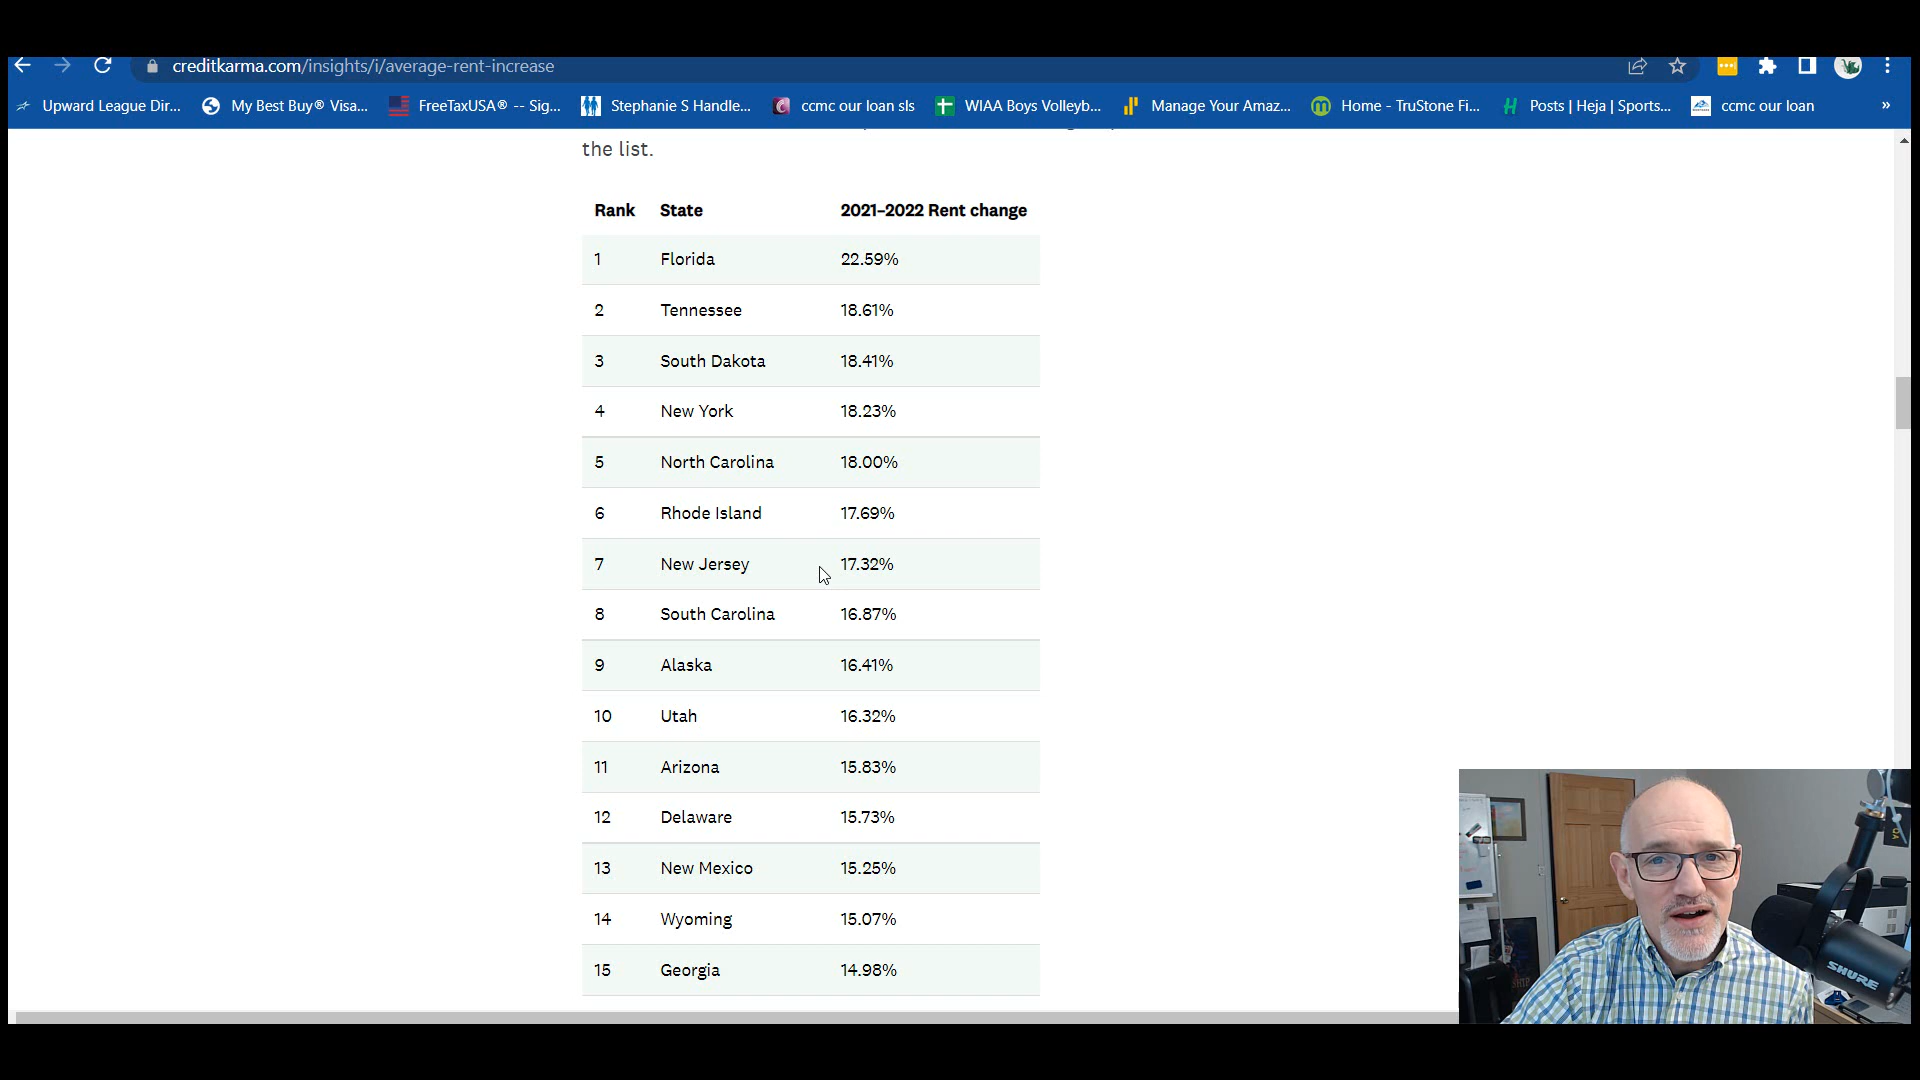 creditkarma.com/insights/i/average-rent-increase
Upward League Dir... My Best Buy® Visa... FreeTaxUSA® -- Sig... Stephanie S Handle... ccmc our loan sls WIAA Boys Volleyb... Manage Your Amaz... Home - TruStone Fi... Posts | Heja | Sports... ccmc our loan »
the list.
Rank State 2021–2022 Rent change
1 Florida 22.59%
2 Tennessee 18.61%
3 South Dakota 18.41%
4 New York 18.23%
5 North Carolina 18.00%
6 Rhode Island 17.69%
7 New Jersey 17.32%
8 South Carolina 16.87%
9 Alaska 16.41%
10 Utah 16.32%
11 Arizona 15.83%
12 Delaware 15.73%
13 New Mexico 15.25%
14 Wyoming 15.07%
15 Georgia 14.98%
SHURE